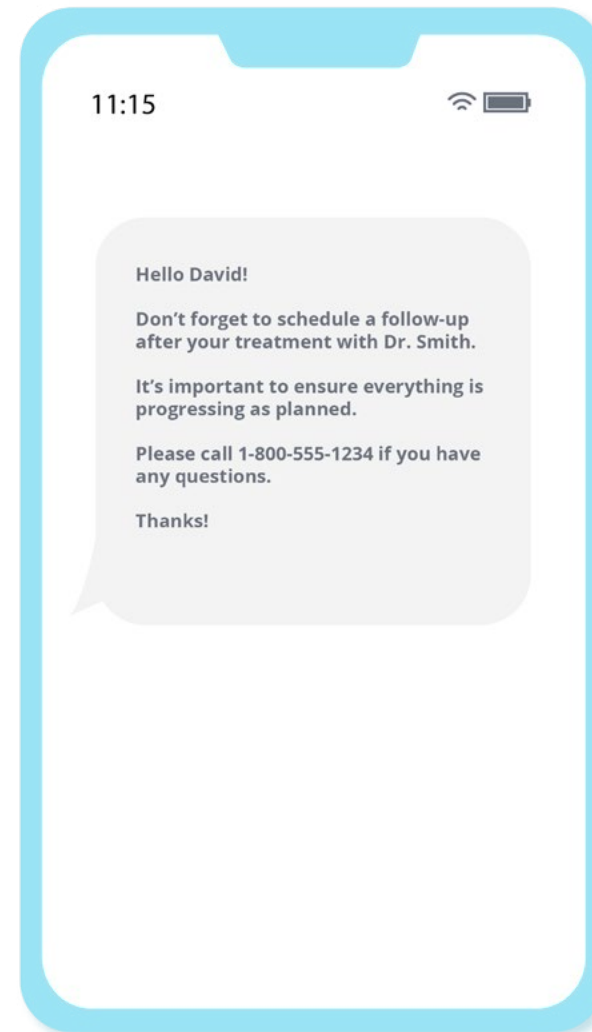 11:15
Hello David!
Don’t forget to schedule a follow-up
after your treatment with Dr. Smith.
It’s important to ensure everything is
progressing as planned.
Please call 1-800-555-1234 if you have
any questions.
Thanks!